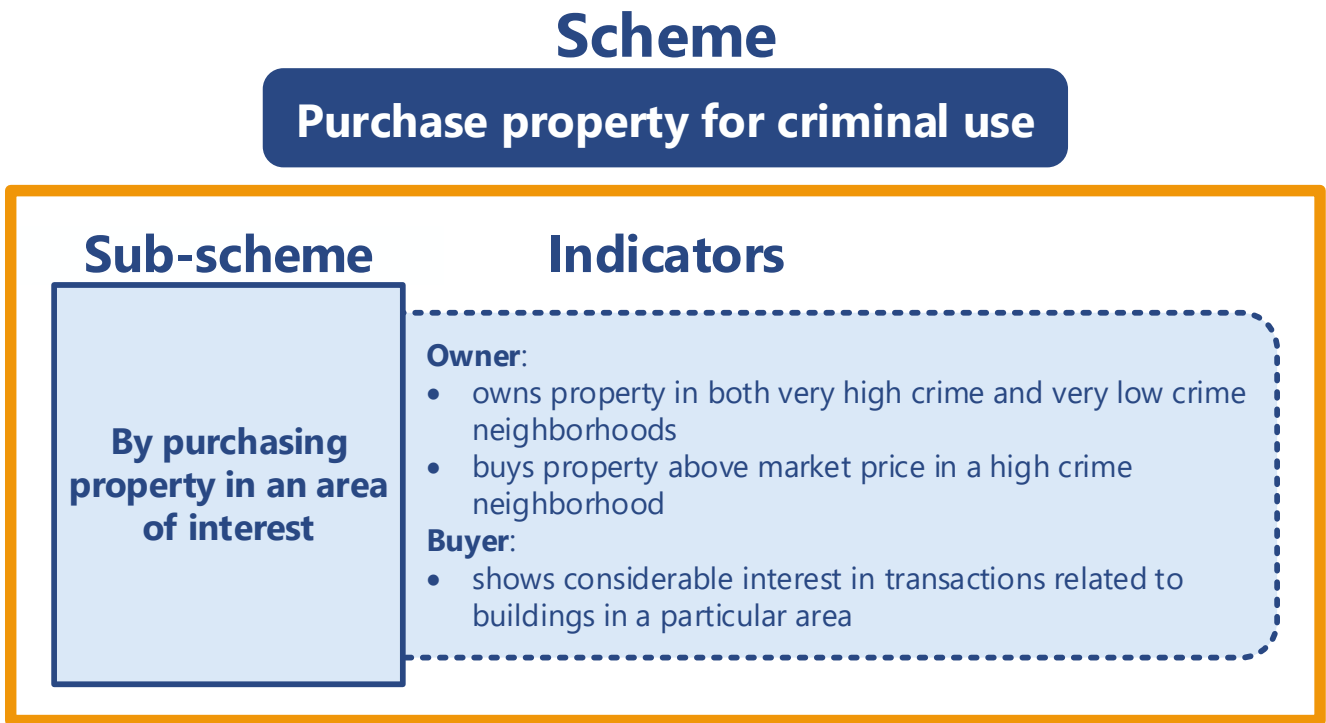 Scheme
Purchase property for criminal use
Sub-scheme
Indicators
By purchasing
property in an area
of interest
Owner:
• owns property in both very high crime and very low crime
neighborhoods
• buys property above market price in a high crime
neighborhood
Buyer:
• shows considerable interest in transactions related to
buildings in a particular area